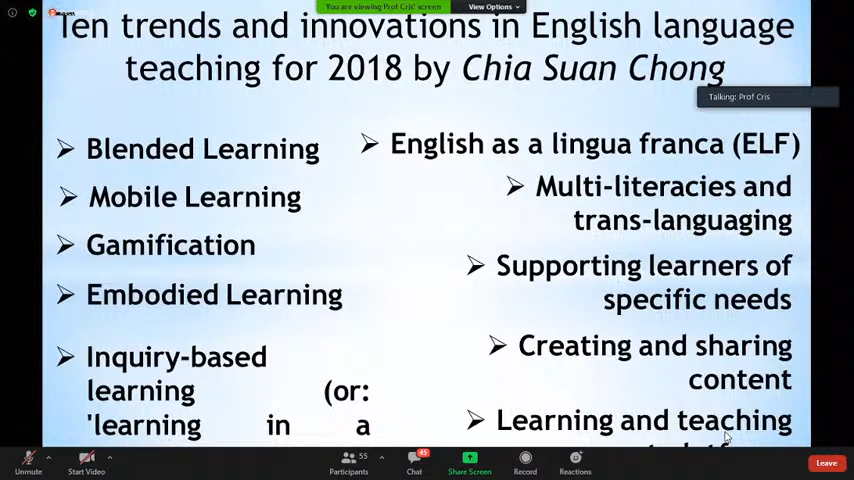 You are viewing Prof Cris' screen
View Options
Ten trends and innovations in English language
teaching for 2018 by Chia Suan Chong
Talking: Prof Cris
Blended Learning
Mobile Learning
Gamification
Embodied Learning
Inquiry-based
learning (or:
'learning in a
English as a lingua franca (ELF)
Multi-literacies and
trans-languaging
Supporting learners of
specific needs
Creating and sharing
content
Learning and teaching
Unmute
Start Video
Participants
55
Chat
45
Share Screen
Record
Reactions
Leave